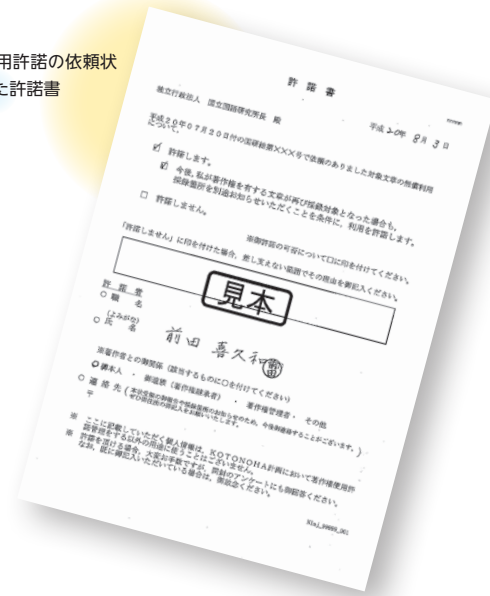 用許諾の依頼状
た許諾書
許 諾 書
平成 20年 8月 3日
独立行政法人 国立国語研究所長 殿
平成20年07月20日付の国研総第×××号で依頼のありました対象文章の無償利用
について、
許諾します。
今後、私が著作権を有する文章が再び採録対象となった場合も、
採録箇所を別途お知らせいただくことを条件に、利用を許諾します。
□ 許諾しません。
※御許諾の可否について□に印を付けてください。
「許諾しません」に印を付けた場合、差し支えない範囲でその理由を御記入ください。
見本
許 諾 者
○ 職 名
(よみがな)
○ 氏 名 前田 喜久和
※著作者との御関係（該当するものに○を付けてください）
御本人 ・ 御遺族（著作権継承者） ・ 著作権管理者 ・ その他
○ 連 絡 先
〒
※ ここに記載していただく個人情報は、KOTONOHA計画において著作権使用許
諾管理をする以外の用途に使うことはございません。
※ 許諾を頂ける場合、大変お手数ですが、同封のアンケートにも御回答ください。
なお、既に御記入いただいている場合は、御放念ください。